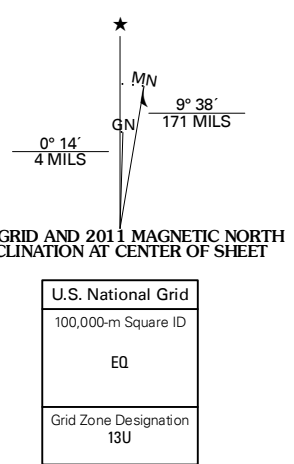 ★
MN
GN
9° 38´
171 MILS
0° 14´
4 MILS
GRID AND 2011 MAGNETIC NORTH
CLINATION AT CENTER OF SHEET
U.S. National Grid
100,000-m Square ID
EQ
Grid Zone Designation
13U